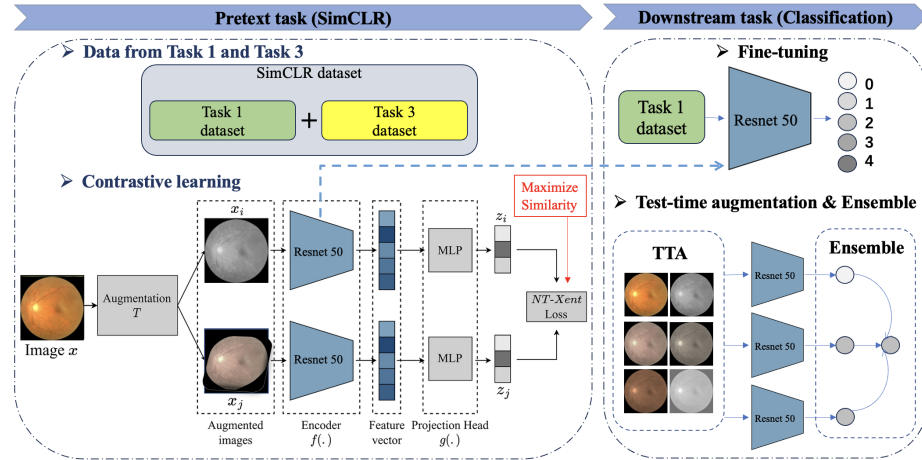 Pretext task (SimCLR)
➢ Data from Task 1 and Task 3
SimCLR dataset
Task 1
dataset
+
Task 3
dataset
➢ Contrastive learning
Maximize
Similarity
x_i
z_i
Resnet 50
MLP
Augmentation
T
NT-Xent
Loss
Image x
Resnet 50
MLP
x_j
z_j
Augmented
images
Encoder
f(.)
Feature
vector
Projection Head
g(.)
Downstream task (Classification)
➢ Fine-tuning
Task 1
dataset
Resnet 50
0
1
2
3
4
➢ Test-time augmentation & Ensemble
TTA
Resnet 50
Resnet 50
Resnet 50
Ensemble